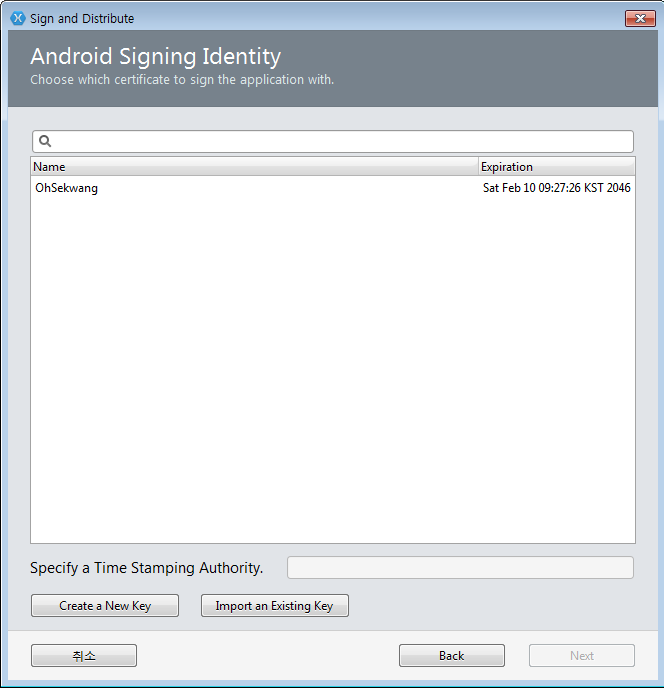 Sign and Distribute
Android Signing Identity
Choose which certificate to sign the application with.
Name Expiration
OhSekwang Sat Feb 10 09:27:26 KST 2046
Specify a Time Stamping Authority.
Create a New Key Import an Existing Key
취소 Back Next